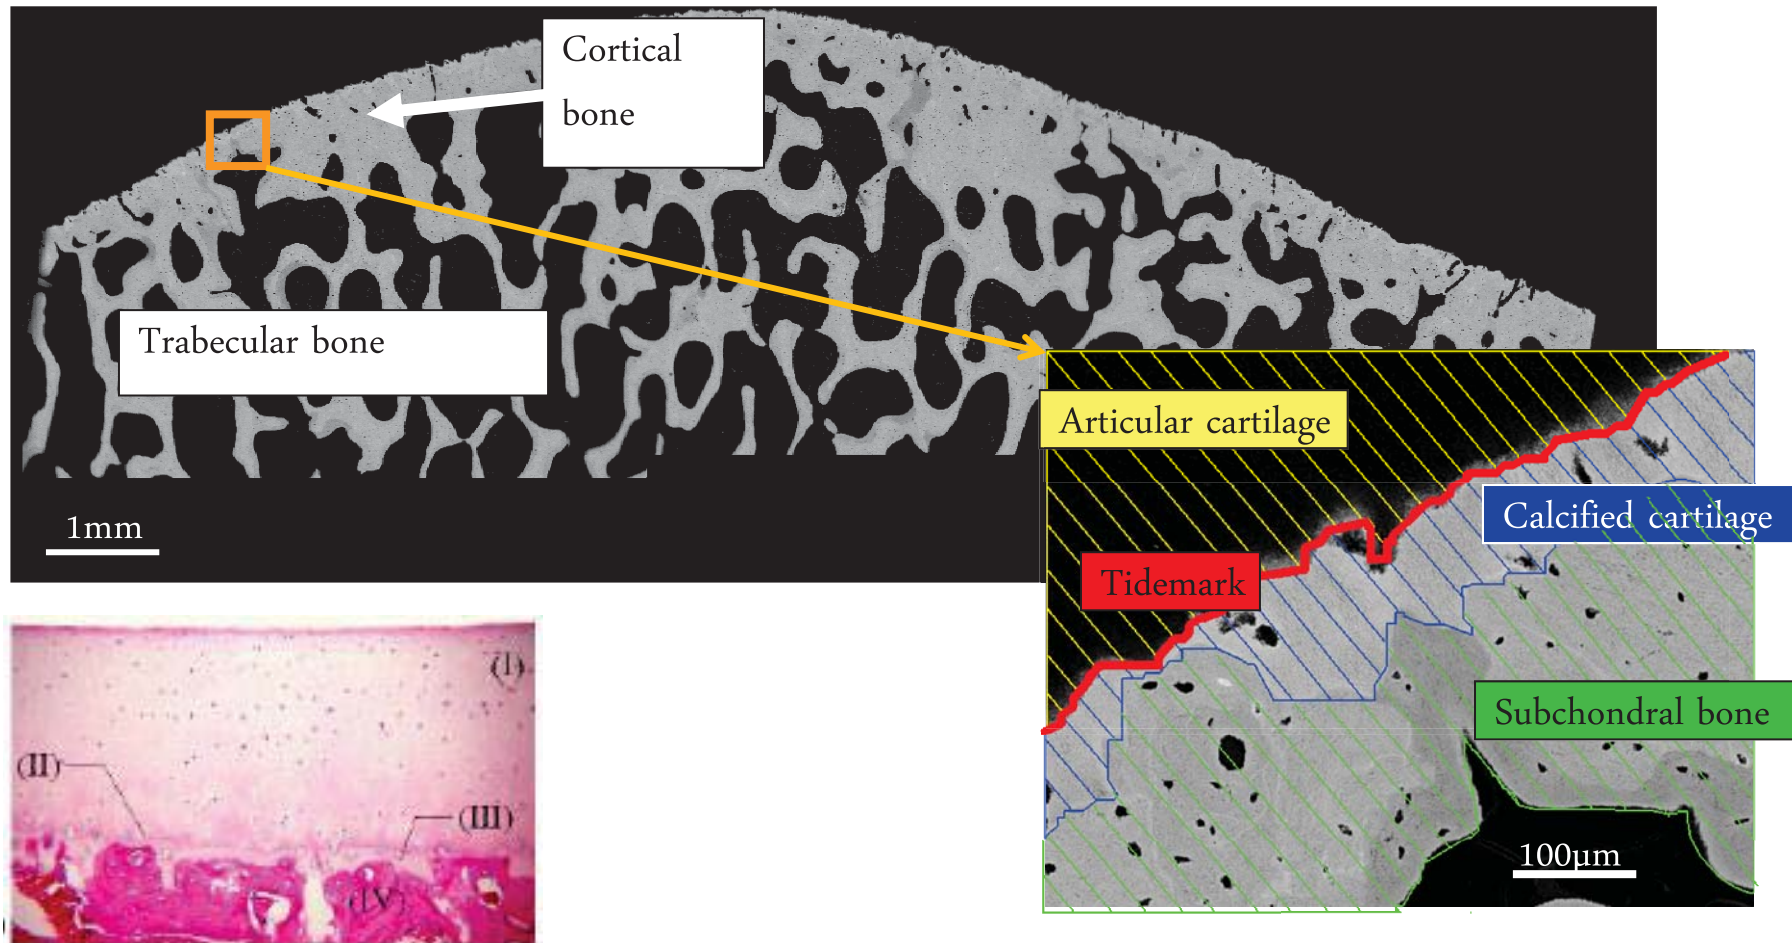 Cortical
bone
Trabecular bone
1mm
Articular cartilage
Calcified cartilage
Tidemark
Subchondral bone
100µm
(I)
(II)
(III)
(IV)